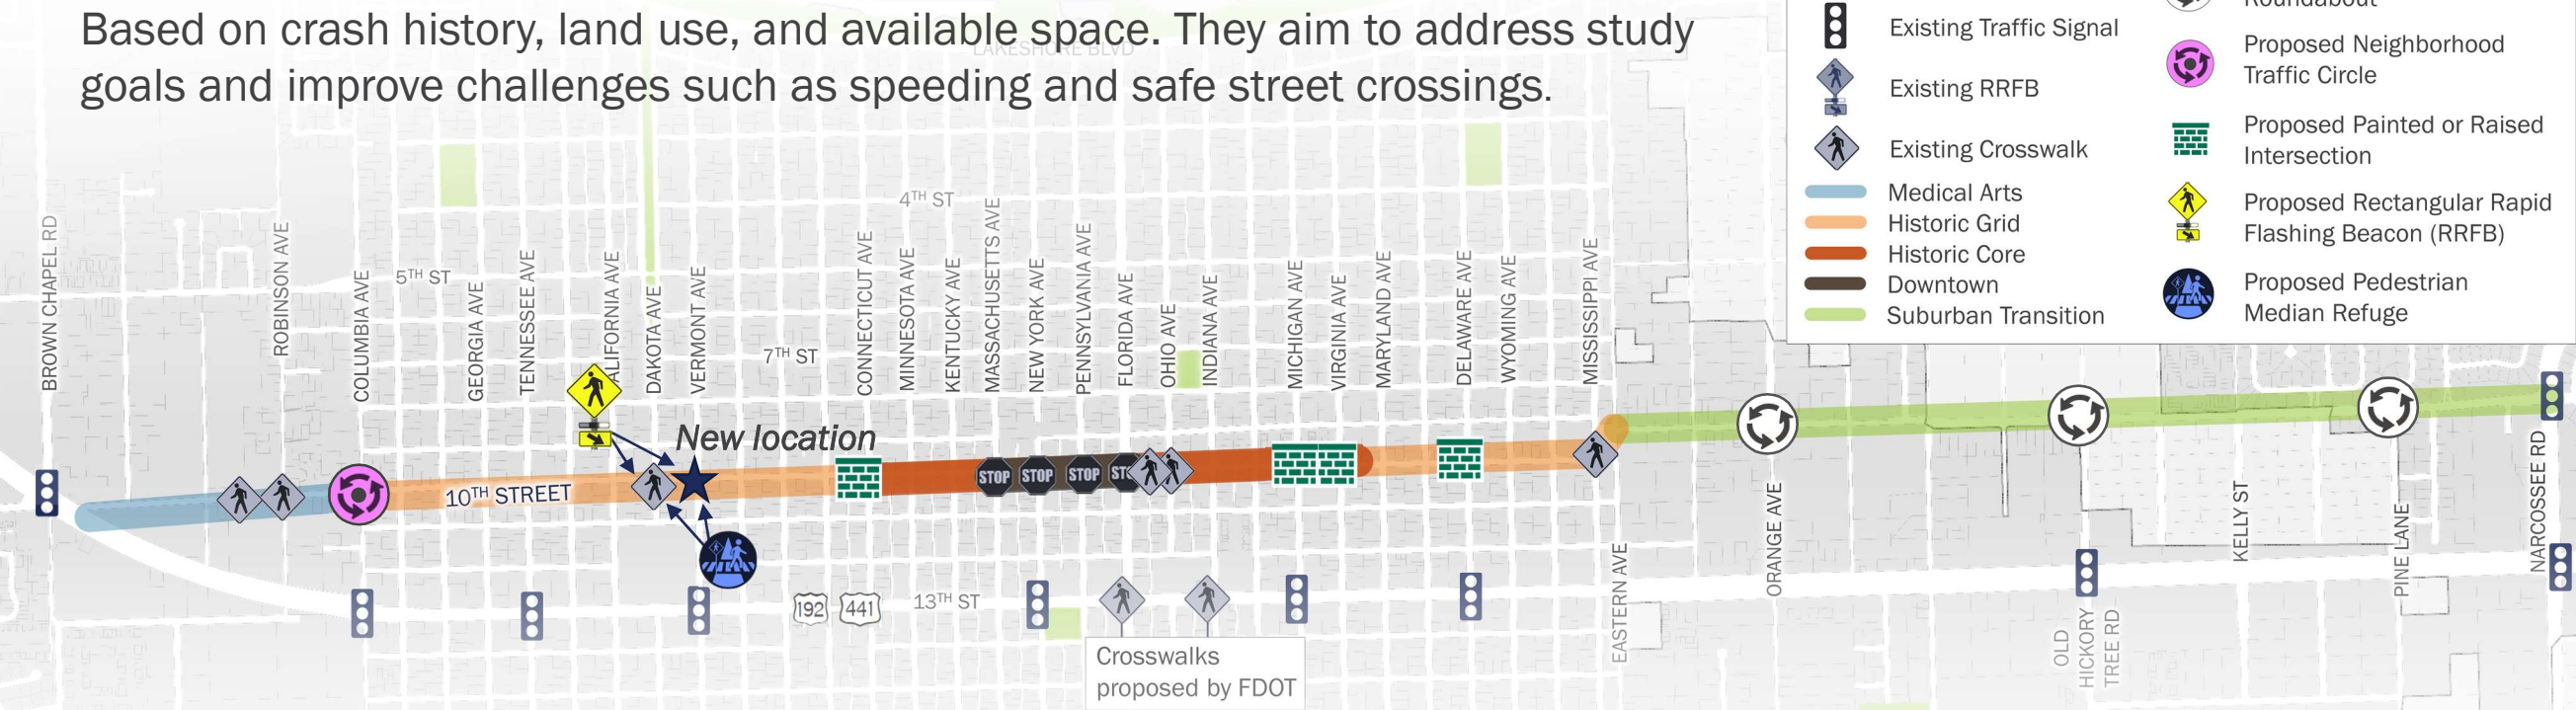 Based on crash history, land use, and available space. They aim to address study
goals and improve challenges such as speeding and safe street crossings.
LAKESHORE BLVD
Existing Traffic Signal
Existing RRFB
Existing Crosswalk
Medical Arts
Historic Grid
Historic Core
Downtown
Suburban Transition
Roundabout
Proposed Neighborhood
Traffic Circle
Proposed Painted or Raised
Intersection
Proposed Rectangular Rapid
Flashing Beacon (RRFB)
Proposed Pedestrian
Median Refuge
4TH ST
5TH ST
7TH ST
BROWN CHAPEL RD
ROBINSON AVE
COLUMBIA AVE
GEORGIA AVE
TENNESSEE AVE
ALIFORNIA AVE
DAKOTA AVE
VERMONT AVE
CONNECTICUT AVE
MINNESOTA AVE
KENTUCKY AVE
MASSACHUSETTS AVE
NEW YORK AVE
PENNSYLVANIA AVE
FLORIDA AVE
OHIO AVE
INDIANA AVE
MICHIGAN AVE
VIRGINIA AVE
MARYLAND AVE
DELAWARE AVE
WYOMING AVE
MISSISSIPPI AVE
New location
10TH STREET
STOP
STOP
STOP
STO
192
441
13TH ST
Crosswalks
proposed by FDOT
EASTERN AVE
ORANGE AVE
OLD
HICKORY
TREE RD
KELLY ST
PINE LANE
NARCOSSEE RD